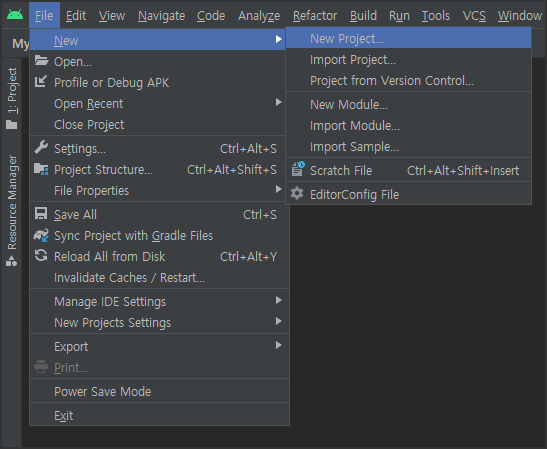 File Edit View Navigate Code Analyze Refactor Build Run Tools VCS Window
My
1: Project
Resource Manager
New
Open...
Profile or Debug APK
Open Recent
Close Project
Settings... Ctrl+Alt+S
Project Structure... Ctrl+Alt+Shift+S
File Properties
Save All Ctrl+S
Sync Project with Gradle Files
Reload All from Disk Ctrl+Alt+Y
Invalidate Caches / Restart...
Manage IDE Settings
New Projects Settings
Export
Print...
Power Save Mode
Exit
New Project...
Import Project...
Project from Version Control...
New Module...
Import Module...
Import Sample...
Scratch File Ctrl+Alt+Shift+Insert
EditorConfig File